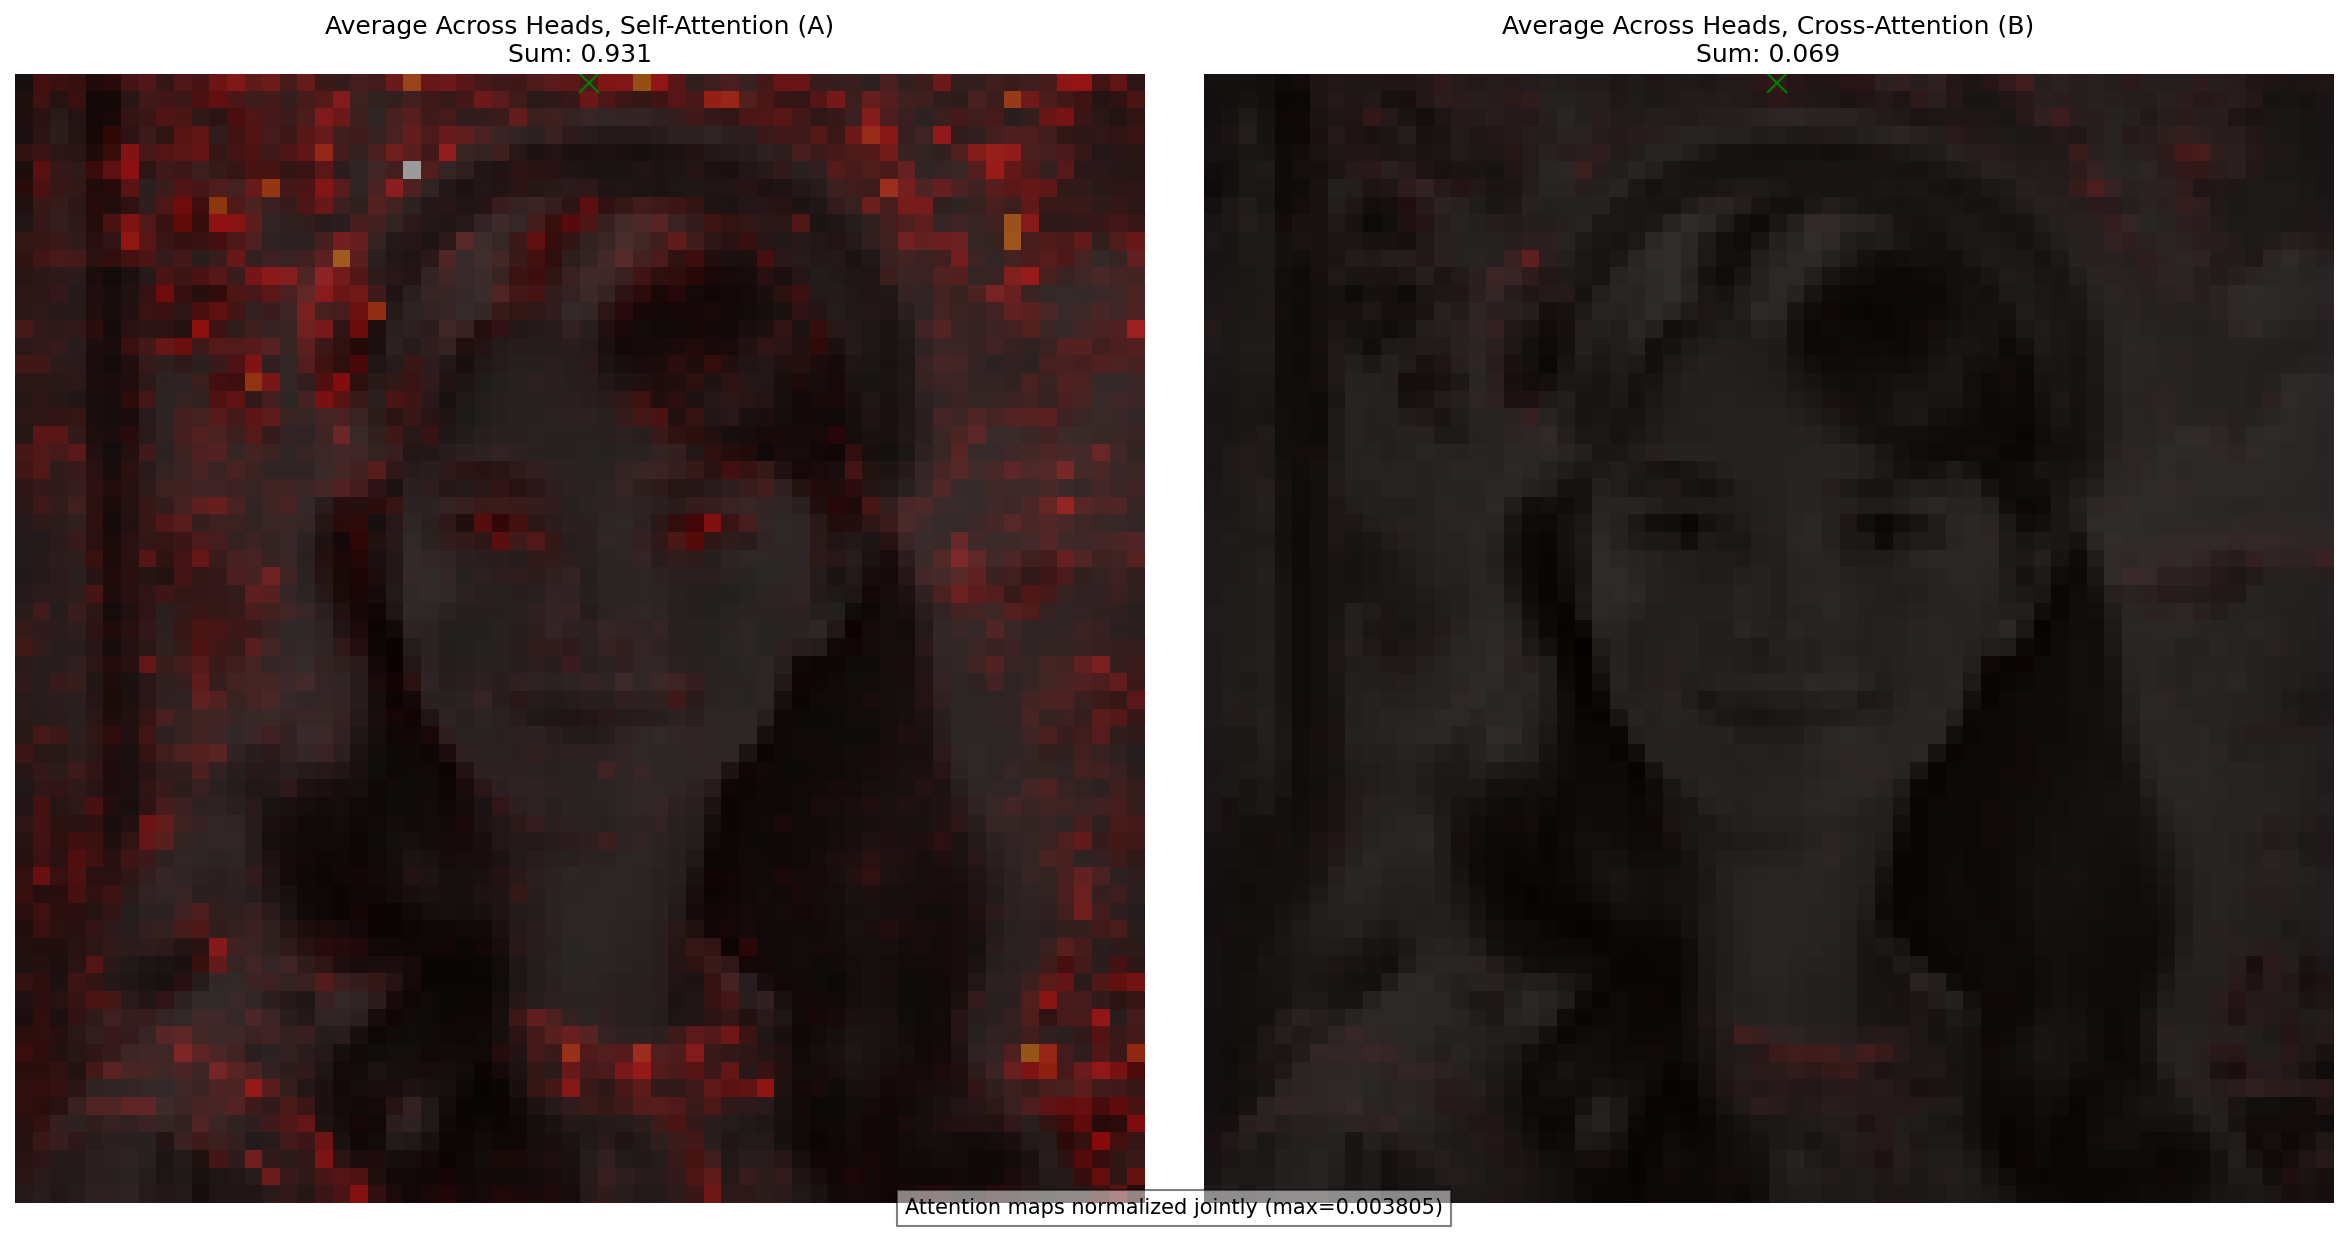 Average Across Heads, Self-Attention (A)
Sum: 0.931
Average Across Heads, Cross-Attention (B)
Sum: 0.069
Attention maps normalized jointly (max=0.003805)